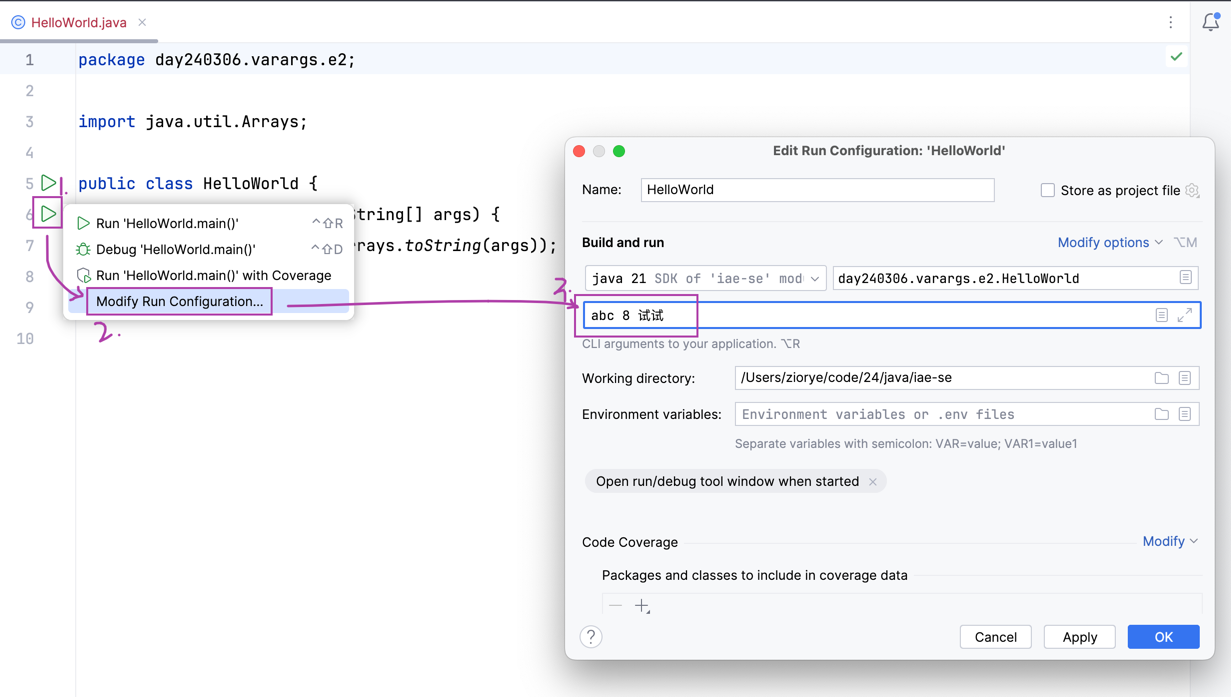 HelloWorld.java
1 package day240306.varargs.e2;
2
3 import java.util.Arrays;
4
5 public class HelloWorld {
1.
6 tring[] args) {
Run 'HelloWorld.main()' ^⇧R
7 rays.toString(args));
Debug 'HelloWorld.main()' ^⇧D
8 Run 'HelloWorld.main()' with Coverage
9 Modify Run Configuration...
2.
10
Edit Run Configuration: 'HelloWorld'
Name: HelloWorld Store as project file
Build and run Modify options ⌥M
java 21 SDK of 'iae-se' mod day240306.varargs.e2.HelloWorld
3.
abc 8 试试
CLI arguments to your application. ⌥R
Working directory: /Users/ziorye/code/24/java/iae-se
Environment variables: Environment variables or .env files
Separate variables with semicolon: VAR=value; VAR1=value1
Open run/debug tool window when started
Code Coverage Modify
Packages and classes to include in coverage data
? Cancel Apply OK